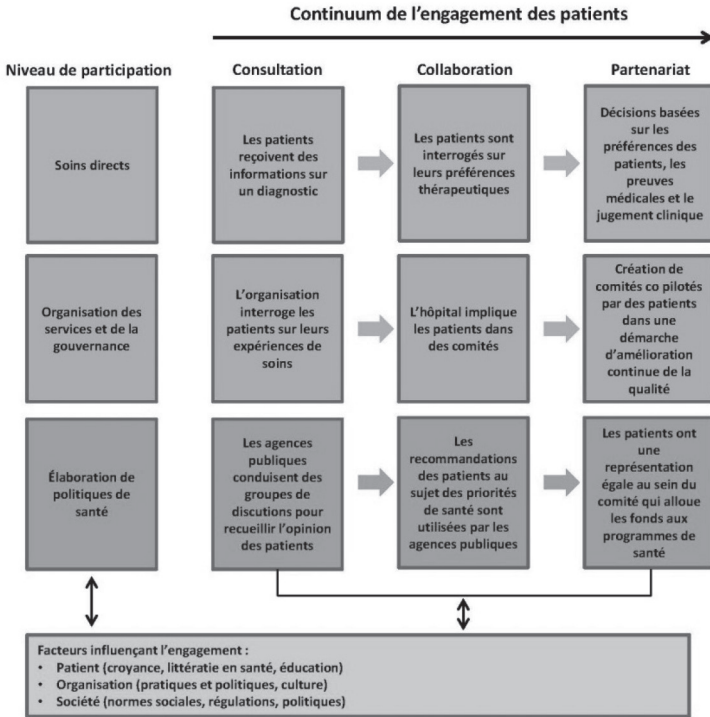 Continuum de l'engagement des patients
Niveau de participation
Consultation
Collaboration
Partenariat
Soins directs
Les patients
reçoivent des
informations sur
un diagnostic
Les patients sont
interrogés sur
leurs préférences
thérapeutiques
Décisions basées
sur les
préférences des
patients, les
preuves
médicales et le
jugement clinique
Organisation des
services et de la
gouvernance
L'organisation
interroge les
patients sur leurs
expériences de
soins
L'hôpital implique
les patients dans
des comités
Création de
comités co pilotés
par des patients
dans une
démarche
d'amélioration
continue de la
qualité
Élaboration de
politiques de
santé
Les agences
publiques
conduisent des
groupes de
discutions pour
recueillir l'opinion
des patients
Les
recommandations
des patients au
sujet des priorités
de santé sont
utilisées par les
agences publiques
Les patients ont
une
représentation
égale au sein du
comité qui alloue
les fonds aux
programmes de
santé
Facteurs influençant l'engagement :
• Patient (croyance, littératie en santé, éducation)
• Organisation (pratiques et politiques, culture)
• Société (normes sociales, régulations, politiques)